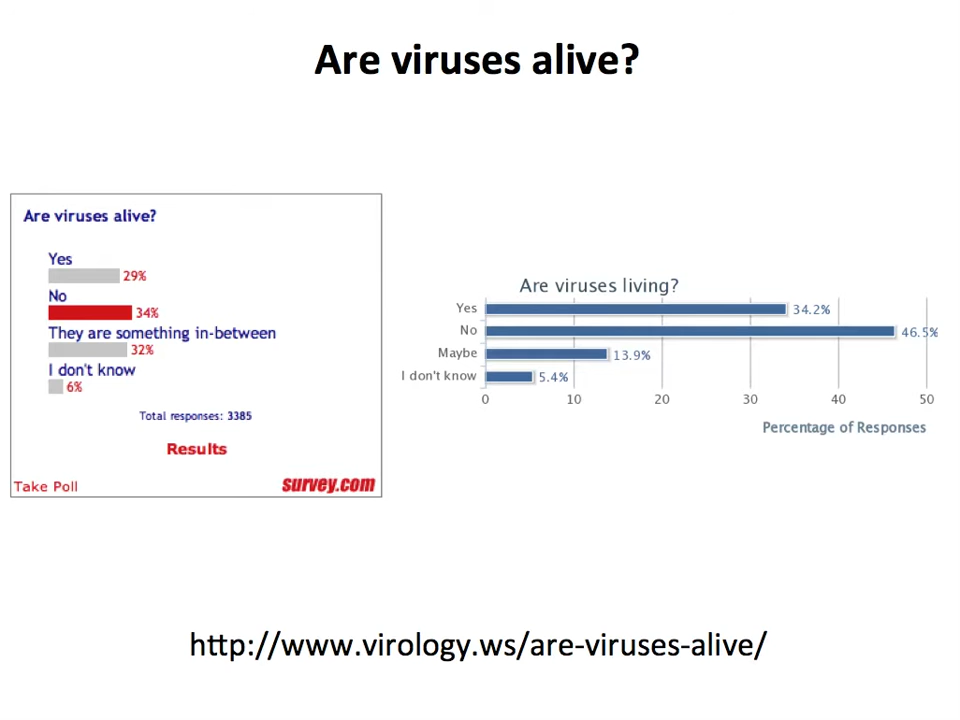 Are viruses alive?
Are viruses alive?
Yes
29%
No
34%
They are something in-between
32%
I don't know
6%
Total responses: 3385
Results
Take Poll
survey.com
Are viruses living?
Yes 34.2%
No 46.5%
Maybe 13.9%
I don't know 5.4%
0 10 20 30 40 50
Percentage of Responses
http://www.virology.ws/are-viruses-alive/